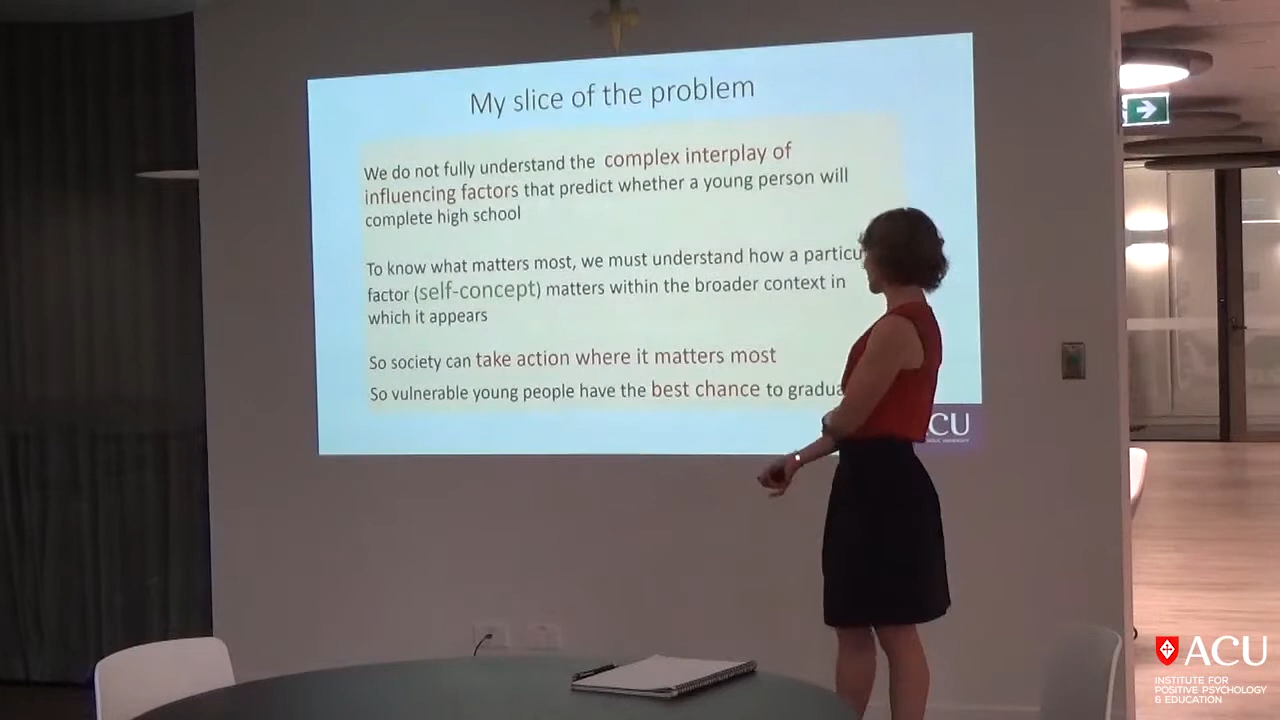 My slice of the problem
We do not fully understand the complex interplay of
influencing factors that predict whether a young person will
complete high school
To know what matters most, we must understand how a particu
factor (self-concept) matters within the broader context in
which it appears
So society can take action where it matters most
So vulnerable young people have the best chance to gradua
CU
ACU
INSTITUTE FOR
POSITIVE PSYCHOLOGY
& EDUCATION